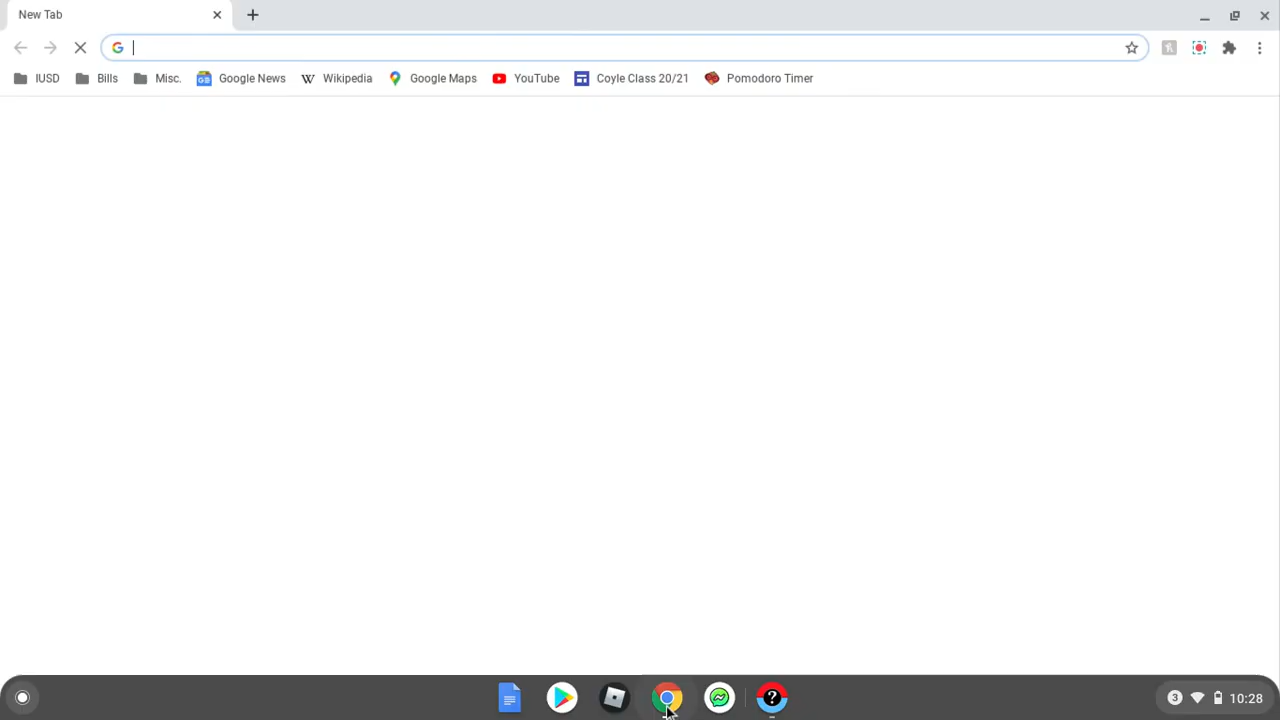 New Tab
IUSD Bills Misc. Google News Wikipedia Google Maps YouTube Coyle Class 20/21 Pomodoro Timer
3 10:28